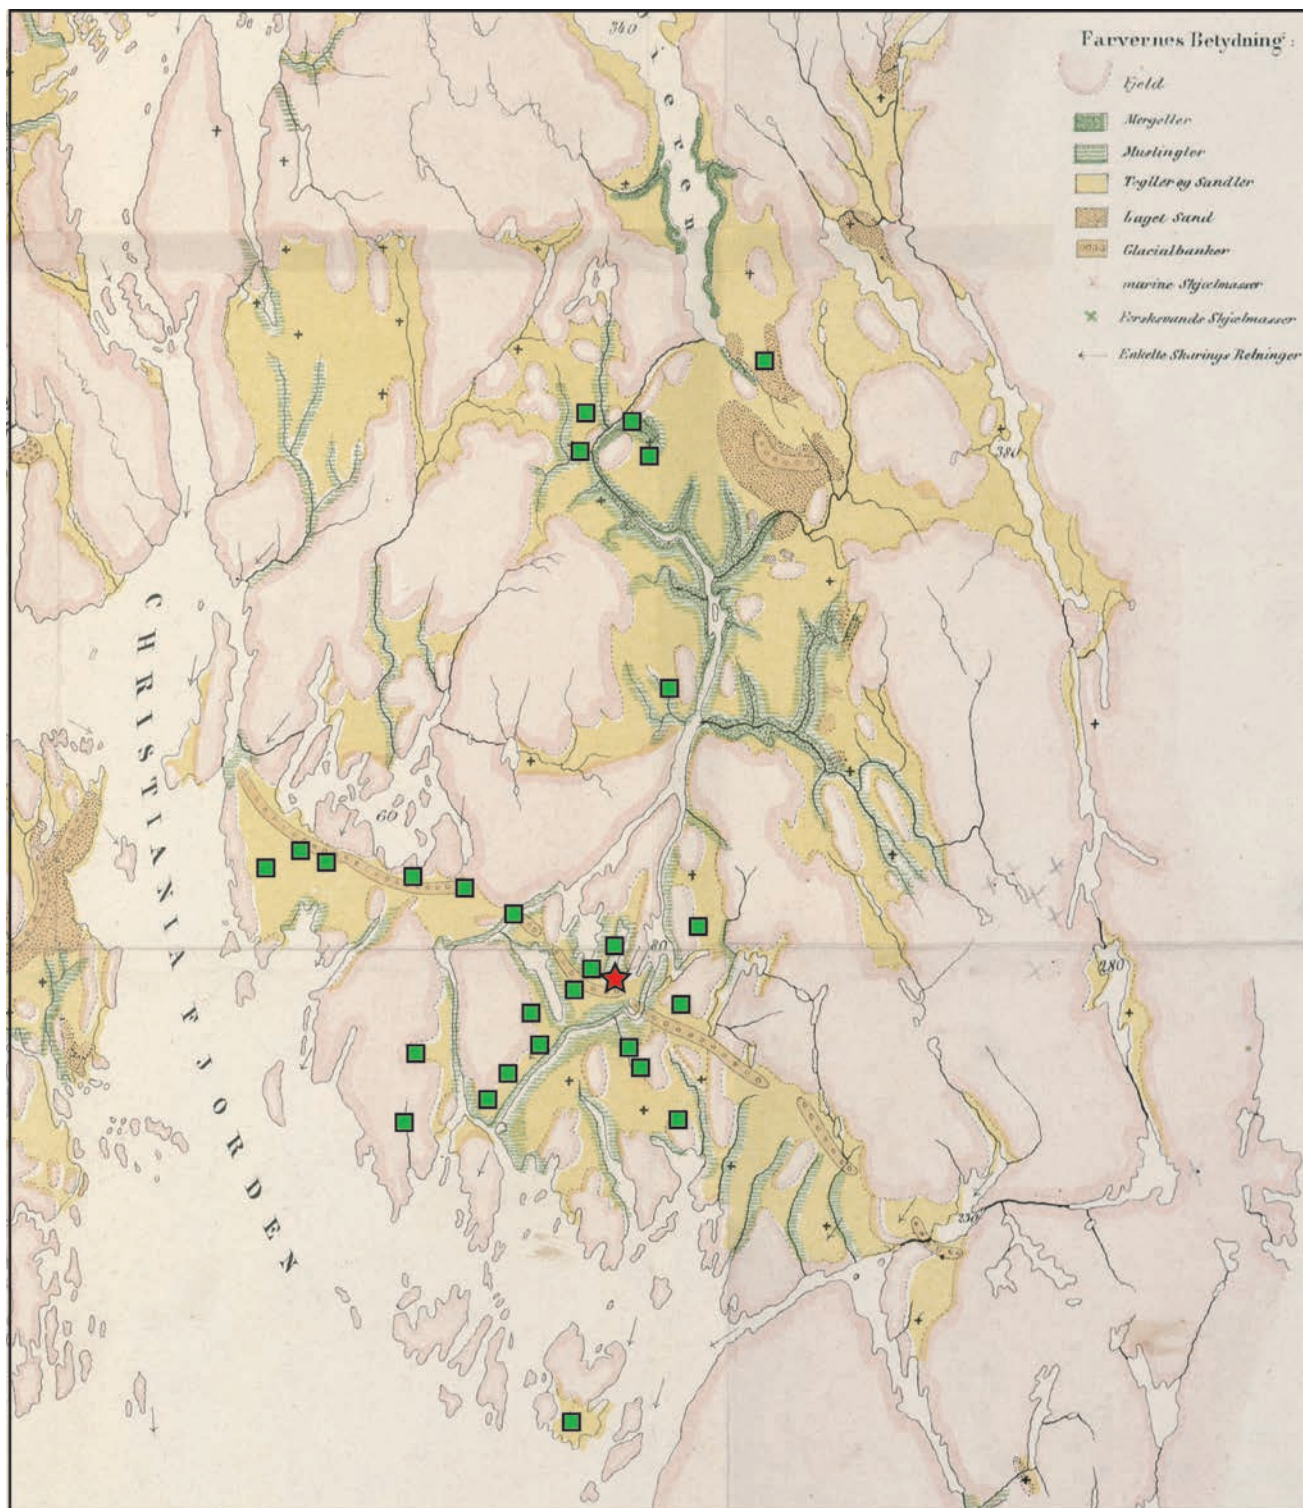 Farvernes Betydning:
Fjeld
Mergeller
Muslingler
Tegller og Sandler
Laget Sand
Glacialbanker
marine Skjælmasser
Ferskvands Skjælmasser
Enkelte Skurings Retninger
340
380
60
80
280
250
CHRISTIANIA FJORDEN